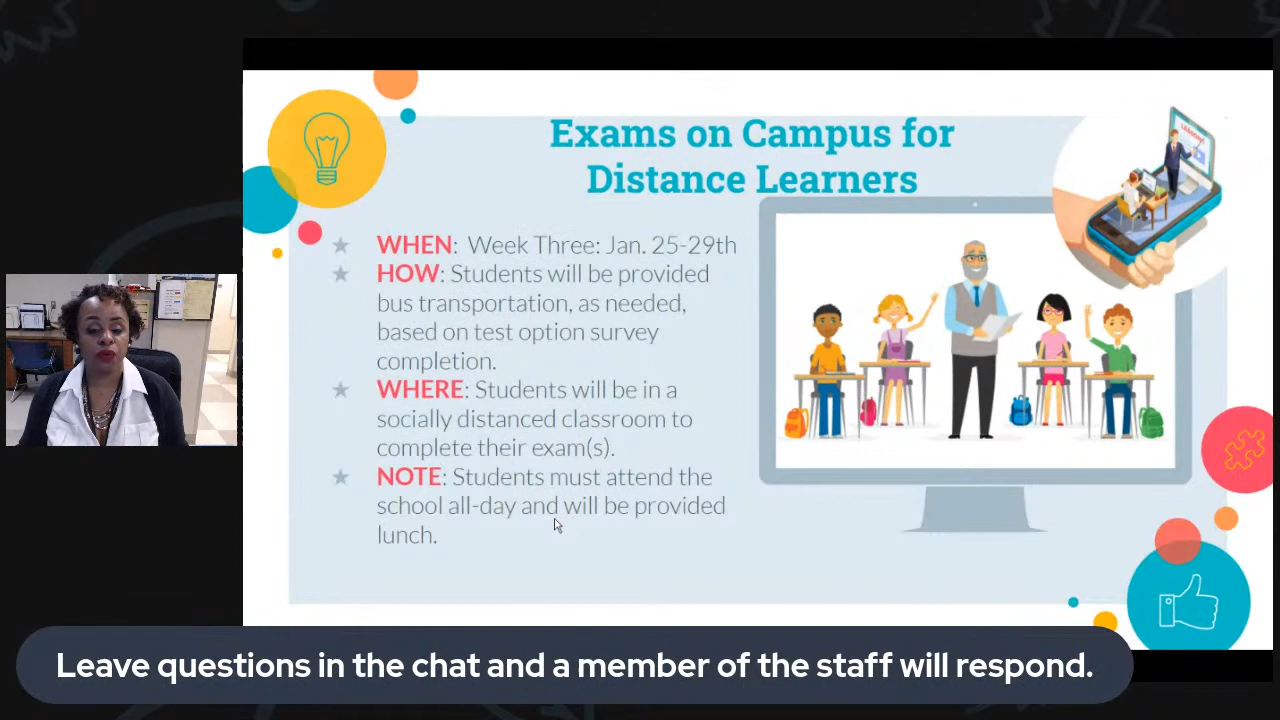 Exams on Campus for
Distance Learners
WHEN: Week Three: Jan. 25-29th
HOW: Students will be provided
bus transportation, as needed,
based on test option survey
completion.
WHERE: Students will be in a
socially distanced classroom to
complete their exam(s).
NOTE: Students must attend the
school all-day and will be provided
lunch.
Leave questions in the chat and a member of the staff will respond.